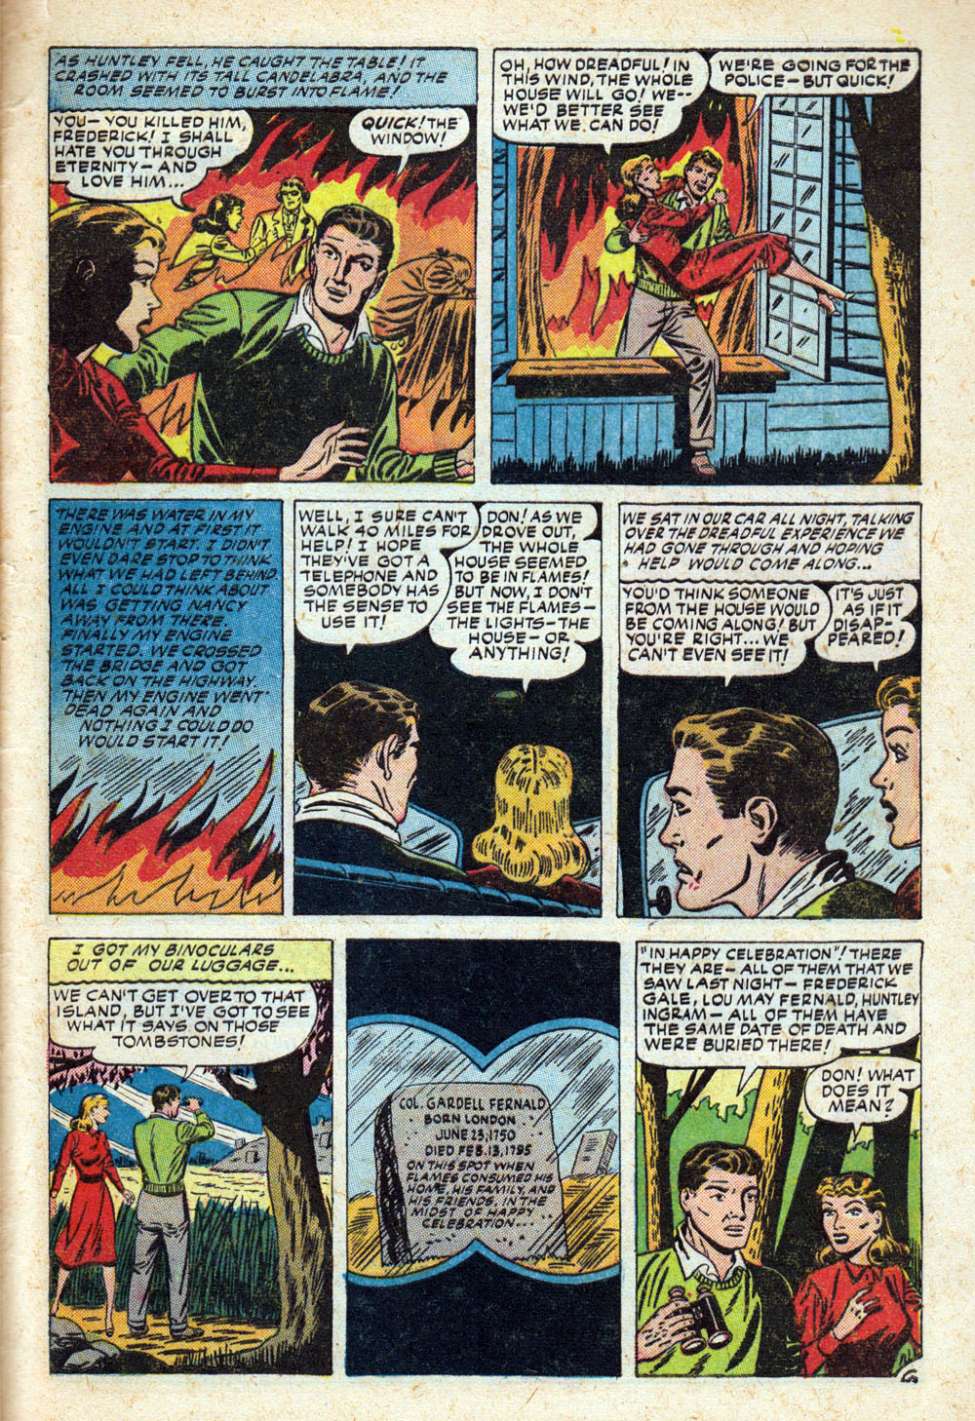 AS HUNTLEY FELL, HE CAUGHT THE TABLE! IT
CRASHED WITH ITS TALL CANDELABRA, AND THE
ROOM SEEMED TO BURST INTO FLAME!
YOU- YOU KILLED HIM,
FREDERICK! I SHALL
HATE YOU THROUGH
ETERNITY- AND
LOVE HIM...
QUICK! THE
WINDOW!
OH, HOW DREADFUL! IN
THIS WIND, THE WHOLE
HOUSE WILL GO! WE--
WE'D BETTER SEE
WHAT WE CAN DO!
WE'RE GOING FOR THE
POLICE-BUT QUICK!
THERE WAS WATER IN MY
ENGINE AND AT FIRST IT
WOULDN'T START. I DIDN'T
EVEN DARE STOP TO THINK
WHAT WE HAD LEFT BEHIND.
ALL I COULD THINK ABOUT
WAS GETTING NANCY
AWAY FROM THERE.
FINALLY MY ENGINE
STARTED. WE CROSSED
THE BRIDGE AND GOT
BACK ON THE HIGHWAY.
THEN MY ENGINE WENT
DEAD AGAIN AND
NOTHING I COULD DO
WOULD START IT!
WELL, I SURE CAN'T
WALK 40 MILES FOR
HELP! I HOPE
THEY'VE GOT A
TELEPHONE AND
SOMEBODY HAS
THE SENSE TO
USE IT!
DON! AS WE
DROVE OUT,
THE WHOLE
HOUSE SEEMED
TO BE IN FLAMES!
BUT NOW, I DON'T
SEE THE FLAMES-
THE LIGHTS-THE
HOUSE- OR
ANYTHING!
WE SAT IN OUR CAR ALL NIGHT, TALKING
OVER THE DREADFUL EXPERIENCE WE
HAD GONE THROUGH AND HOPING
HELP WOULD COME ALONG...
YOU'D THINK SOMEONE
FROM THE HOUSE WOULD
BE COMING ALONG! BUT
YOU'RE RIGHT... WE
CAN'T EVEN SEE IT!
IT'S JUST
AS IF IT
DISAP-
PEARED!
I GOT MY BINOCULARS
OUT OF OUR LUGGAGE...
WE CAN'T GET OVER TO THAT
ISLAND, BUT I'VE GOT TO SEE
WHAT IT SAYS ON THOSE
TOMBSTONES!
COL. GARDELL FERNALD
BORN LONDON
JUNE 23, 1750
DIED FEB. 13, 1785
ON THIS SPOT WHEN
FLAMES CONSUMED HIS
HOME, HIS FAMILY, AND
HIS FRIENDS, IN THE
MIDST OF HAPPY
CELEBRATION...
"IN HAPPY CELEBRATION"! THERE
THEY ARE- ALL OF THEM THAT WE
SAW LAST NIGHT- FREDERICK
GALE, LOU MAY FERNALD, HUNTLEY
INGRAM- ALL OF THEM HAVE
THE SAME DATE OF DEATH AND
WERE BURIED THERE!
DON! WHAT
DOES IT
MEAN?
6